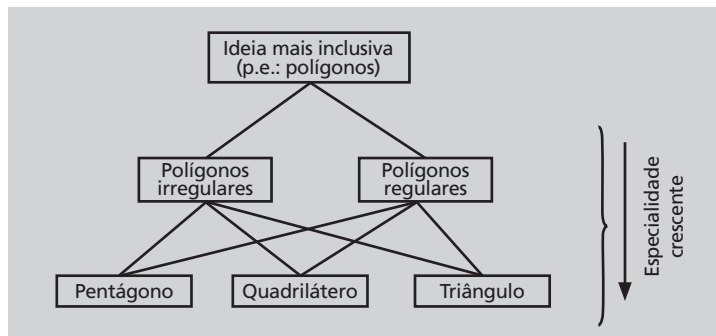 Ideia mais inclusiva
(p.e.: polígonos)
Polígonos
irregulares
Polígonos
regulares
Pentágono
Quadrilátero
Triângulo
Especialidade
crescente